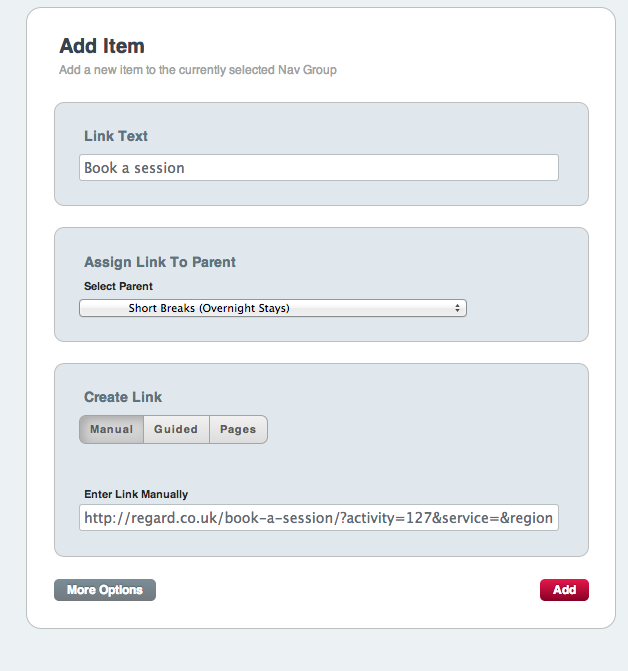 Add Item
Add a new item to the currently selected Nav Group
Link Text
Book a session
Assign Link To Parent
Select Parent
Short Breaks (Overnight Stays)
Create Link
Manual Guided Pages
Enter Link Manually
http://regard.co.uk/book-a-session/?activity=127&service=&region
More Options Add